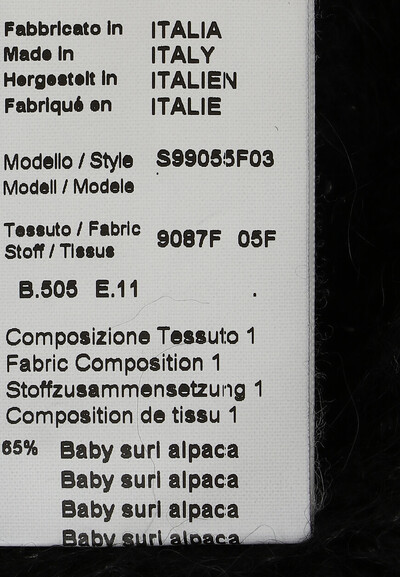 Fabbricato in ITALIA
Made in ITALY
Hergestelt in ITALIEN
Fabriqué en ITALIE
Modello / Style S99055F03
Modell / Modele
Tessuto / Fabric 9087F 05F
Stoff / Tissus
B.505 E.11
Composizione Tessuto 1
Fabric Composition 1
Stoffzusammensetzung 1
Composition de tissu 1
65% Baby suri alpaca
Baby suri alpaca
Baby suri alpaca
Baby suri alpaca